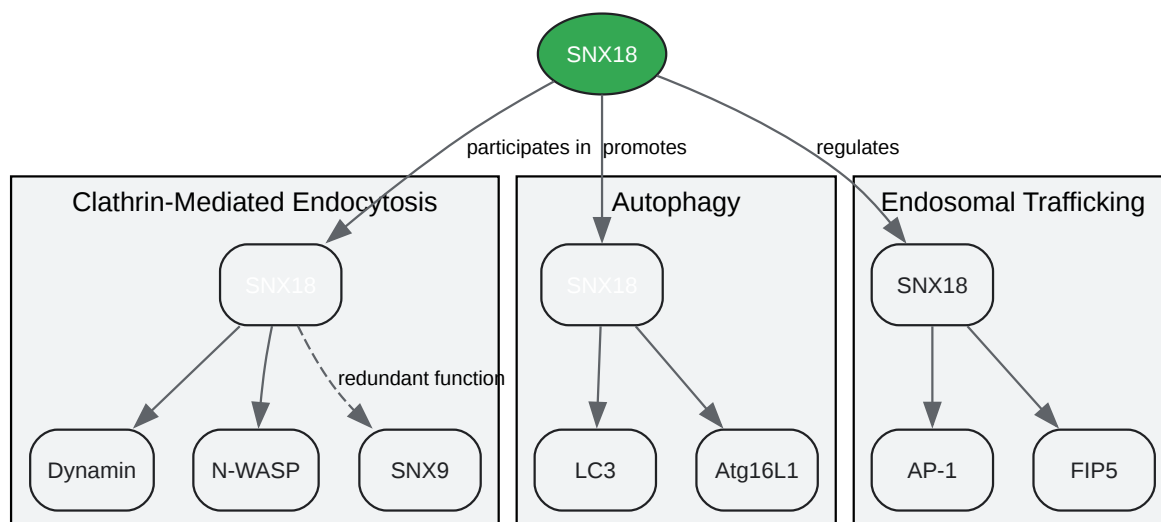 SNX18
participates in
promotes
regulates
Clathrin-Mediated Endocytosis
Autophagy
Endosomal Trafficking
SNX18
SNX18
SNX18
redundant function
Dynamin
N-WASP
SNX9
LC3
Atg16L1
AP-1
FIP5